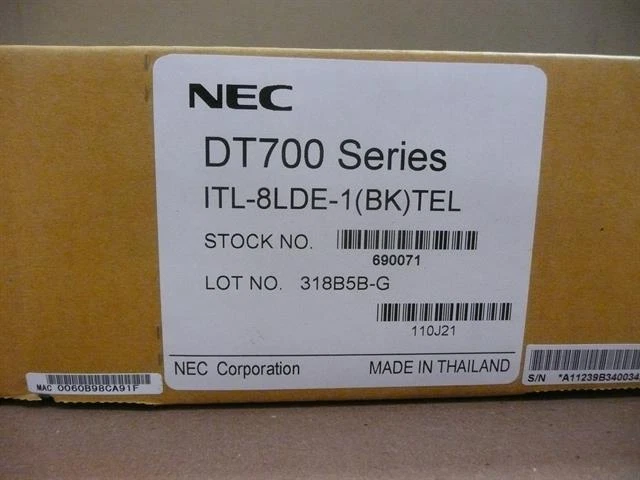 NEC
DT700 Series
ITL-8LDE-1(BK)TEL
STOCK NO.
690071
LOT NO. 318B5B-G
110J21
NEC Corporation MADE IN THAILAND
MAC 0060B98CA91F
S/N *A11239B340034